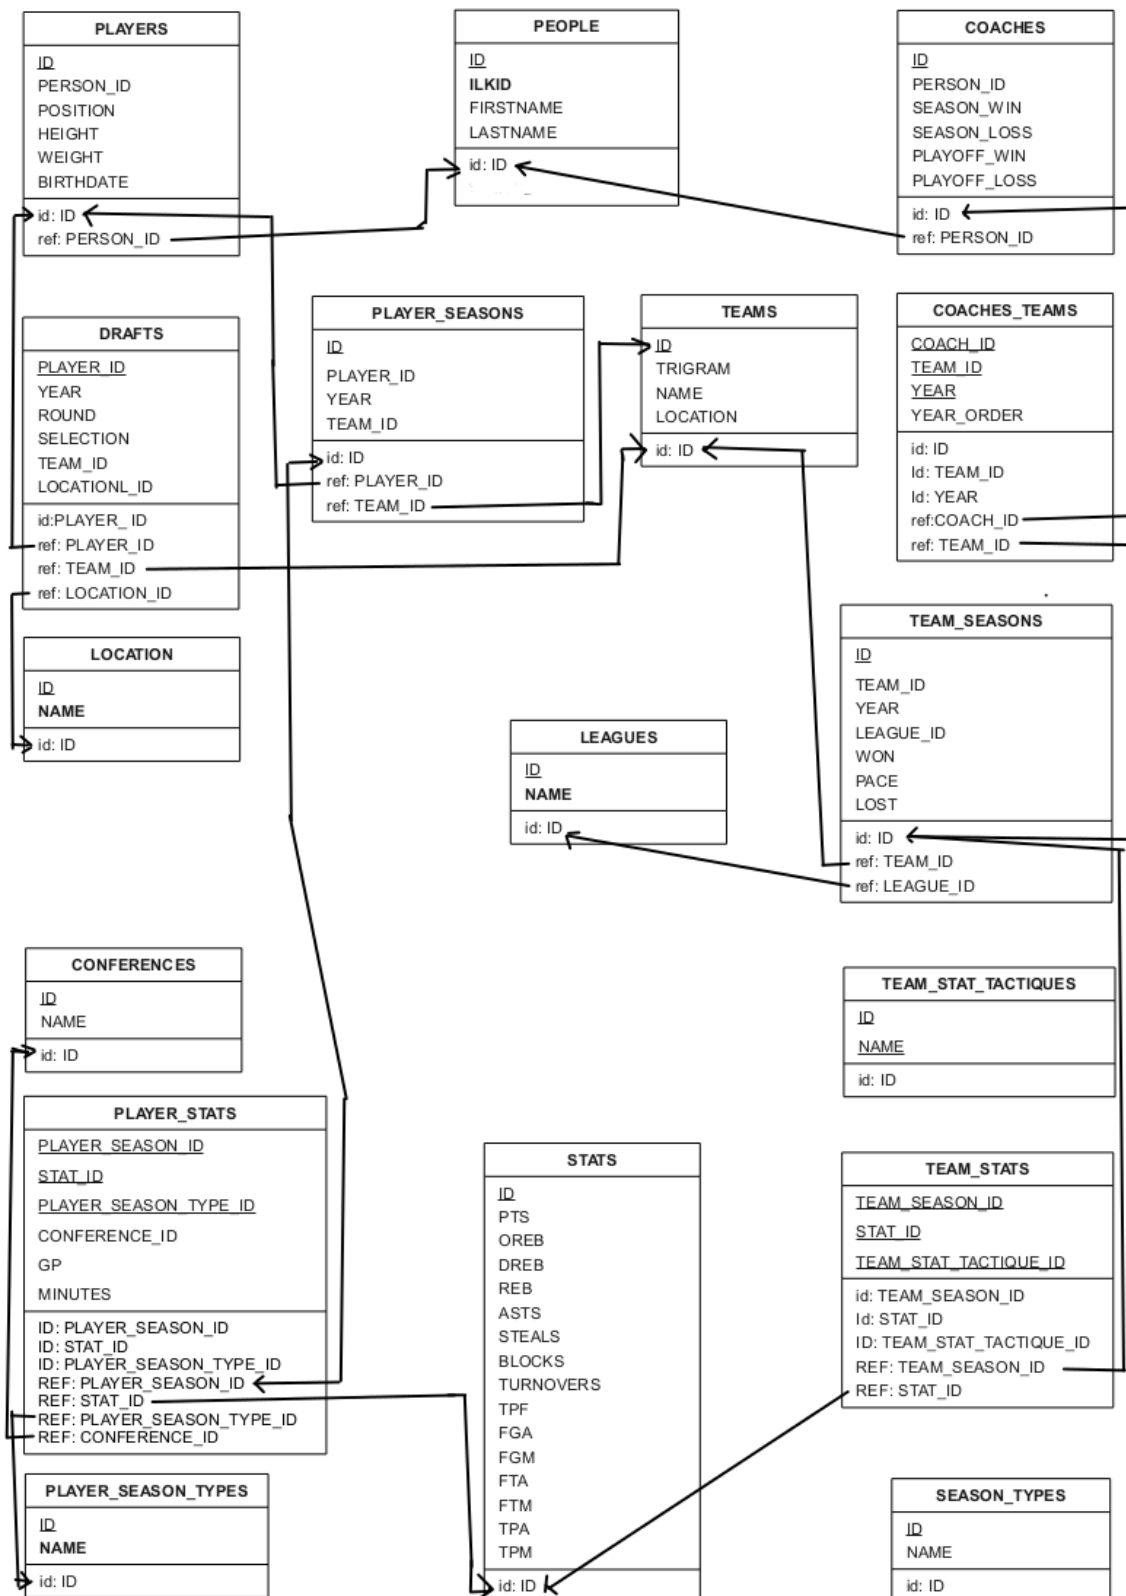 PLAYERS
ID
PERSON_ID
POSITION
HEIGHT
WEIGHT
BIRTHDATE
id: ID
ref: PERSON_ID
PEOPLE
ID
ILKID
FIRSTNAME
LASTNAME
id: ID
COACHES
ID
PERSON_ID
SEASON_WIN
SEASON_LOSS
PLAYOFF_WIN
PLAYOFF_LOSS
id: ID
ref: PERSON_ID
DRAFTS
PLAYER_ID
YEAR
ROUND
SELECTION
TEAM_ID
LOCATIONL_ID
id:PLAYER_ ID
ref: PLAYER_ID
ref: TEAM_ID
ref: LOCATION_ID
PLAYER_SEASONS
ID
PLAYER_ID
YEAR
TEAM_ID
id: ID
ref: PLAYER_ID
ref: TEAM_ID
TEAMS
ID
TRIGRAM
NAME
LOCATION
id: ID
COACHES_TEAMS
COACH_ID
TEAM_ID
YEAR
YEAR_ORDER
id: ID
Id: TEAM_ID
Id: YEAR
ref:COACH_ID
ref: TEAM_ID
LOCATION
ID
NAME
id: ID
LEAGUES
ID
NAME
id: ID
TEAM_SEASONS
ID
TEAM_ID
YEAR
LEAGUE_ID
WON
PACE
LOST
id: ID
ref: TEAM_ID
ref: LEAGUE_ID
CONFERENCES
ID
NAME
id: ID
TEAM_STAT_TACTIQUES
ID
NAME
id: ID
PLAYER_STATS
PLAYER_SEASON_ID
STAT_ID
PLAYER_SEASON_TYPE_ID
CONFERENCE_ID
GP
MINUTES
ID: PLAYER_SEASON_ID
ID: STAT_ID
ID: PLAYER_SEASON_TYPE_ID
REF: PLAYER_SEASON_ID
REF: STAT_ID
REF: PLAYER_SEASON_TYPE_ID
REF: CONFERENCE_ID
STATS
ID
PTS
OREB
DREB
REB
ASTS
STEALS
BLOCKS
TURNOVERS
TPF
FGA
FGM
FTA
FTM
TPA
TPM
id: ID
TEAM_STATS
TEAM_SEASON_ID
STAT_ID
TEAM_STAT_TACTIQUE_ID
id: TEAM_SEASON_ID
Id: STAT_ID
ID: TEAM_STAT_TACTIQUE_ID
REF: TEAM_SEASON_ID
REF: STAT_ID
PLAYER_SEASON_TYPES
ID
NAME
id: ID
SEASON_TYPES
ID
NAME
id: ID